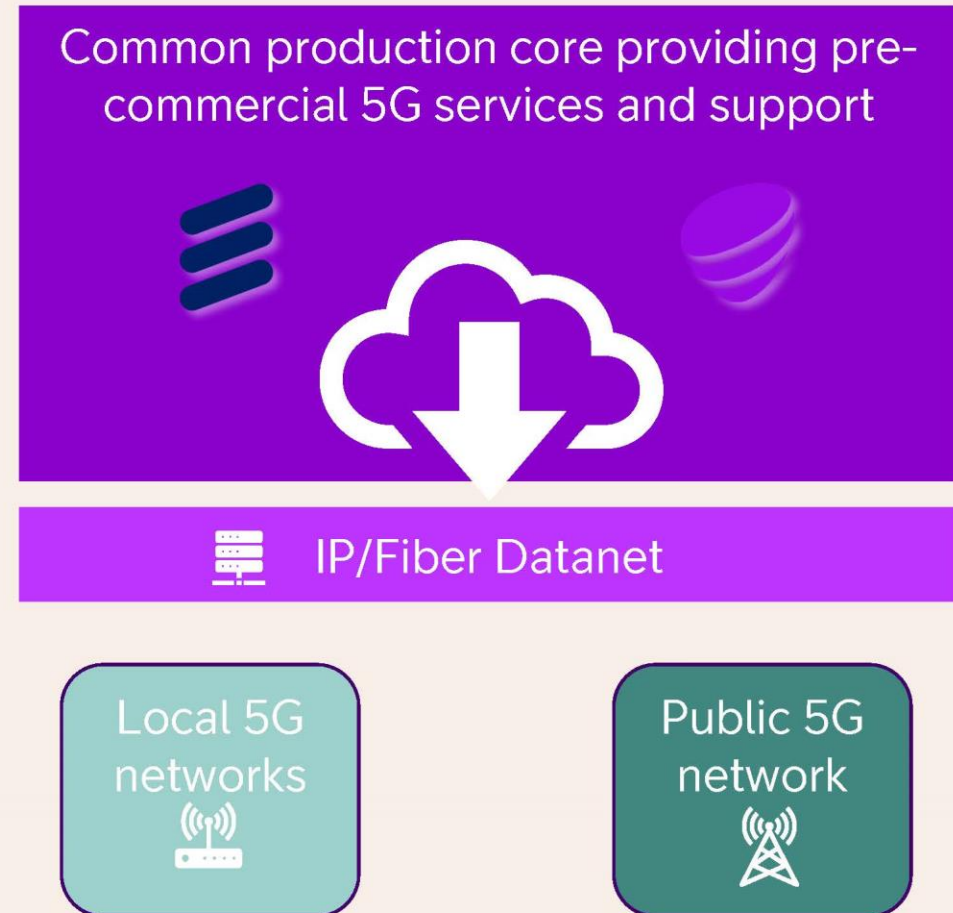 Common production core providing pre-
commercial 5G services and support
IP/Fiber Datanet
Local 5G
networks
Public 5G
network